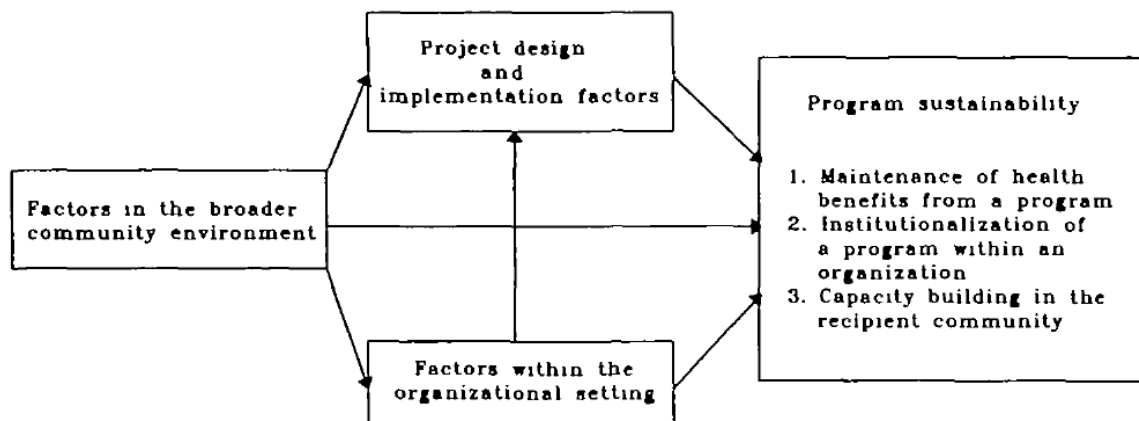 Project design
and
implementation factors
Factors in the broader
community environment
Factors within the
organizational setting
Program sustainability
1. Maintenance of health
benefits from a program
2. Institutionalization of
a program within an
organization
3. Capacity building in the
recipient community